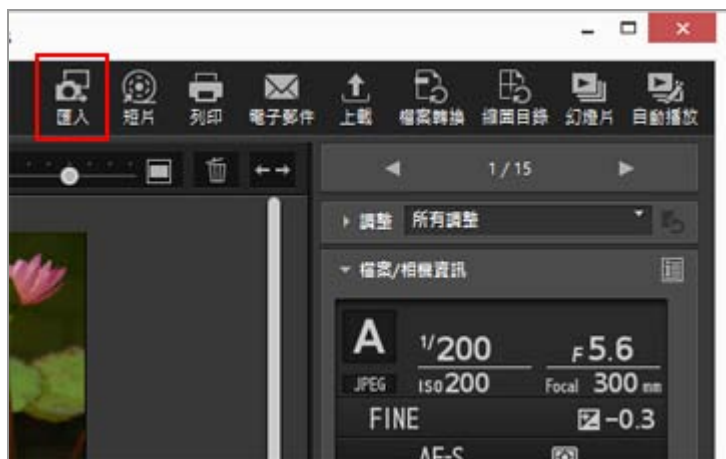 匯入 短片 列印 電子郵件 上載 檔案轉換 縮圖目錄 幻燈片 自動播放
1 / 15
調整 所有調整
檔案/相機資訊
A 1/200 F5.6
JPEG ISO200 Focal 300 mm
FINE -0.3
AF-S